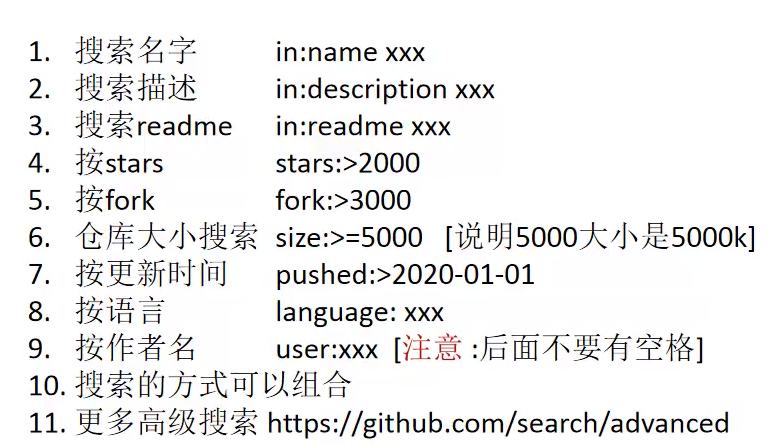 1. 搜索名字 in:name xxx
2. 搜索描述 in:description xxx
3. 搜索readme in:readme xxx
4. 按stars stars:>2000
5. 按fork fork:>3000
6. 仓库大小搜索 size:>=5000 [说明5000大小是5000k]
7. 按更新时间 pushed:>2020-01-01
8. 按语言 language: xxx
9. 按作者名 user:xxx [注意 :后面不要有空格]
10. 搜索的方式可以组合
11. 更多高级搜索 https://github.com/search/advanced